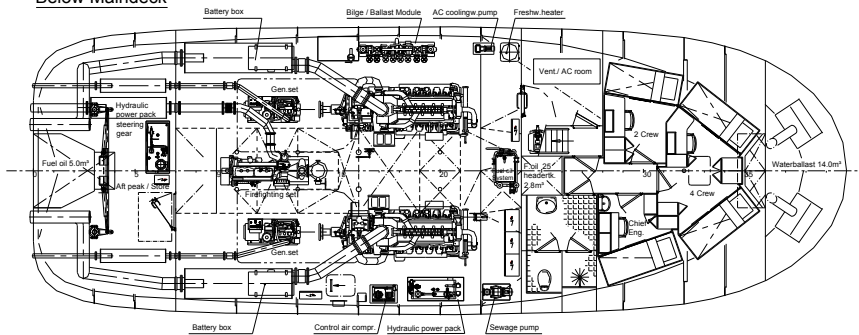 Below Maindeck
Battery box
Bilge / Ballast Module
AC coolingw.pump
Freshw.heater
Vent./ AC room
Gen.set
Hydraulic
power pack
steering
gear
2 Crew
Fuel oil 5.0m³
0
5
20
F.oil 25
headertk.
2.8m³
30
35
Waterballast 14.0m³
system
Aft peak / Store
Firefighting set
4 Crew
Chief
Eng.
Gen.set
Battery box
Control air compr.
Hydraulic power pack
Sewage pump